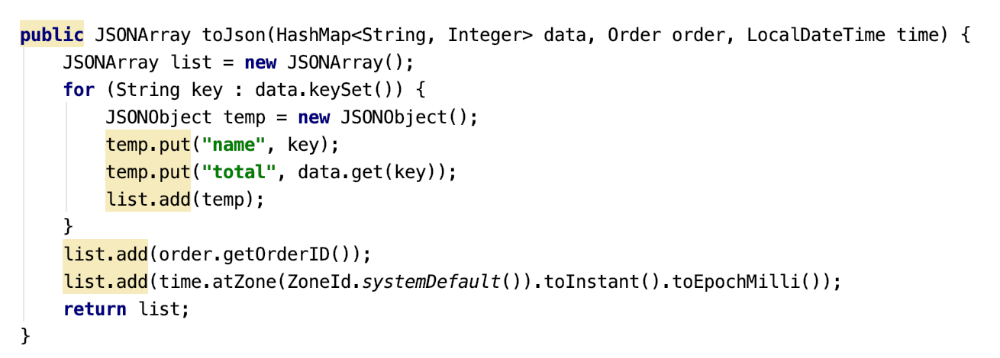 public JSONArray toJson(HashMap<String, Integer> data, Order order, LocalDateTime time) {
    JSONArray list = new JSONArray();
    for (String key : data.keySet()) {
        JSONObject temp = new JSONObject();
        temp.put("name", key);
        temp.put("total", data.get(key));
        list.add(temp);
    }
    list.add(order.getOrderID());
    list.add(time.atZone(ZoneId.systemDefault()).toInstant().toEpochMilli());
    return list;
}